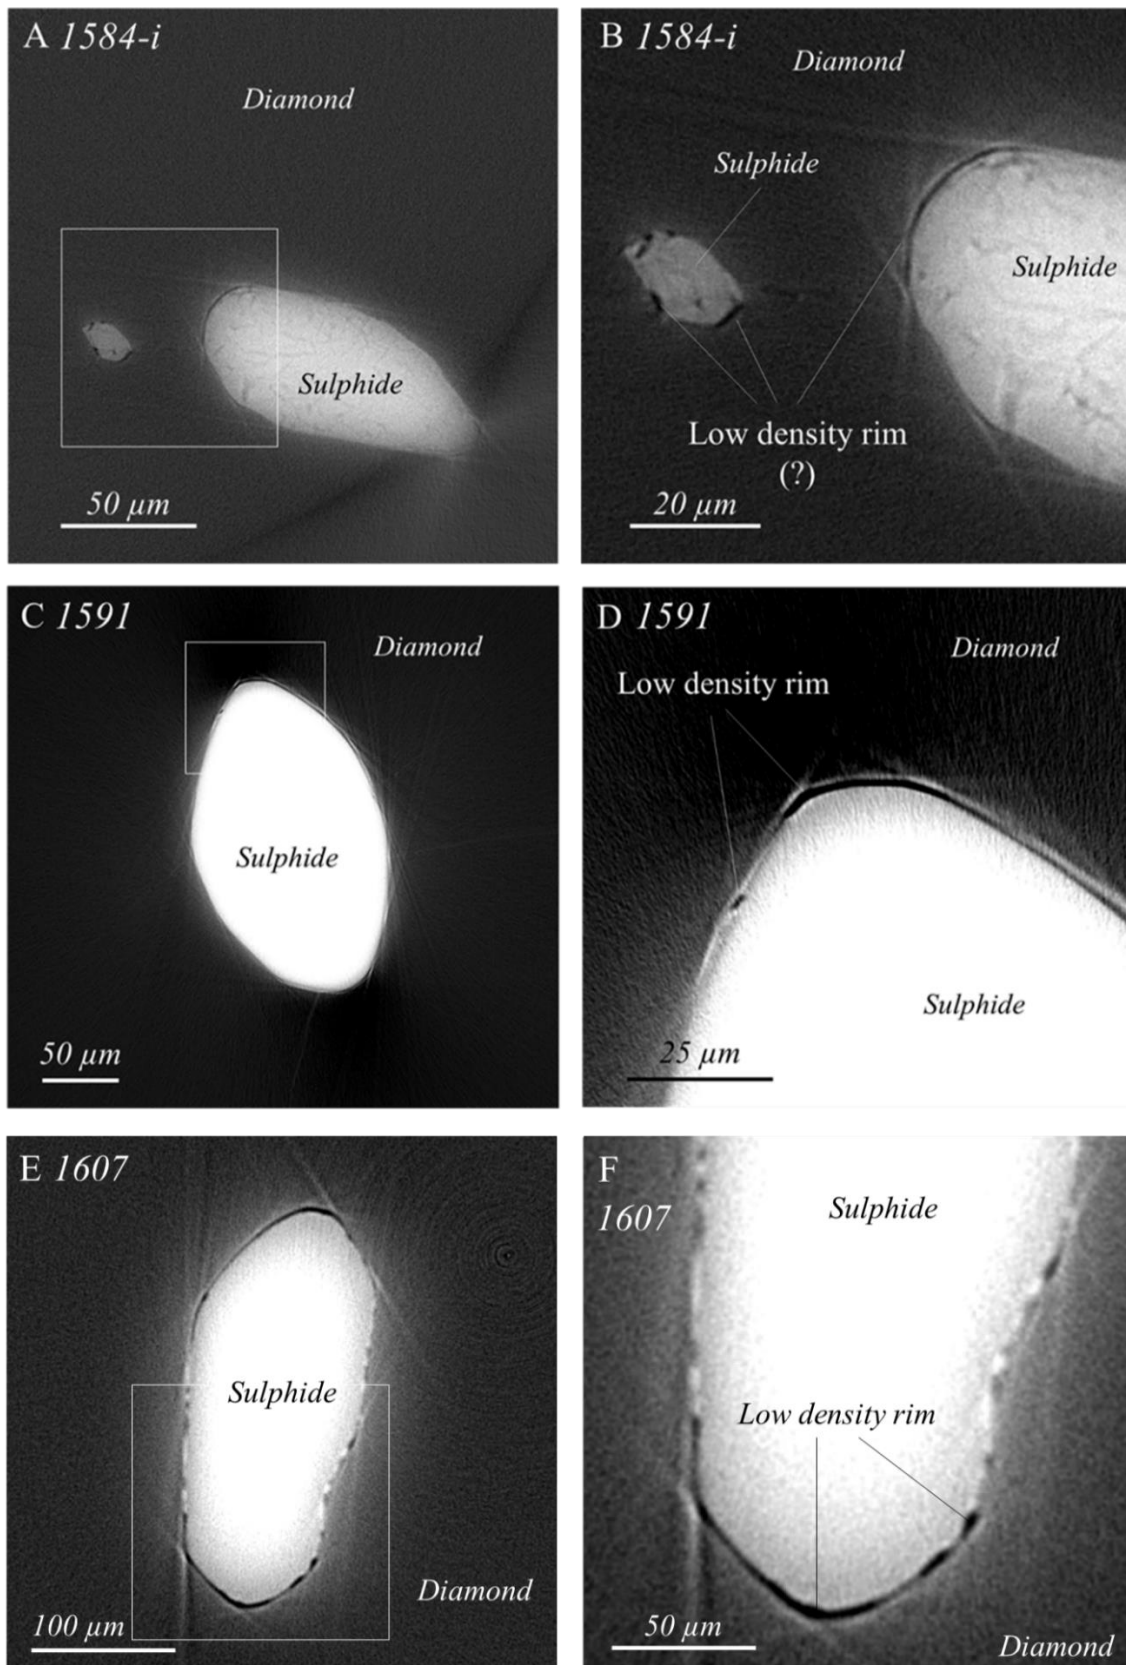 A 1584-i
Diamond
Sulphide
50 µm
B 1584-i
Diamond
Sulphide
Sulphide
Low density rim
(?)
20 µm
C 1591
Diamond
Sulphide
50 µm
D 1591
Diamond
Low density rim
Sulphide
25 µm
E 1607
Sulphide
Diamond
100 µm
F
1607
Sulphide
Low density rim
50 µm
Diamond